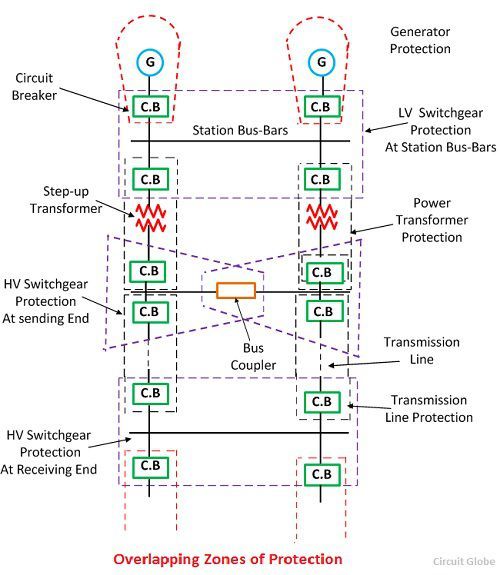 Generator
Protection
G
G
Circuit
Breaker
C.B
C.B
Station Bus-Bars
LV Switchgear
Protection
At Station Bus-Bars
C.B
C.B
Step-up
Transformer
Power
Transformer
Protection
C.B
C.B
HV Switchgear
Protection
At sending End
C.B
C.B
Bus
Coupler
Transmission
Line
C.B
C.B
Transmission
Line Protection
HV Switchgear
Protection
At Receiving End
C.B
C.B
Overlapping Zones of Protection
Circuit Globe